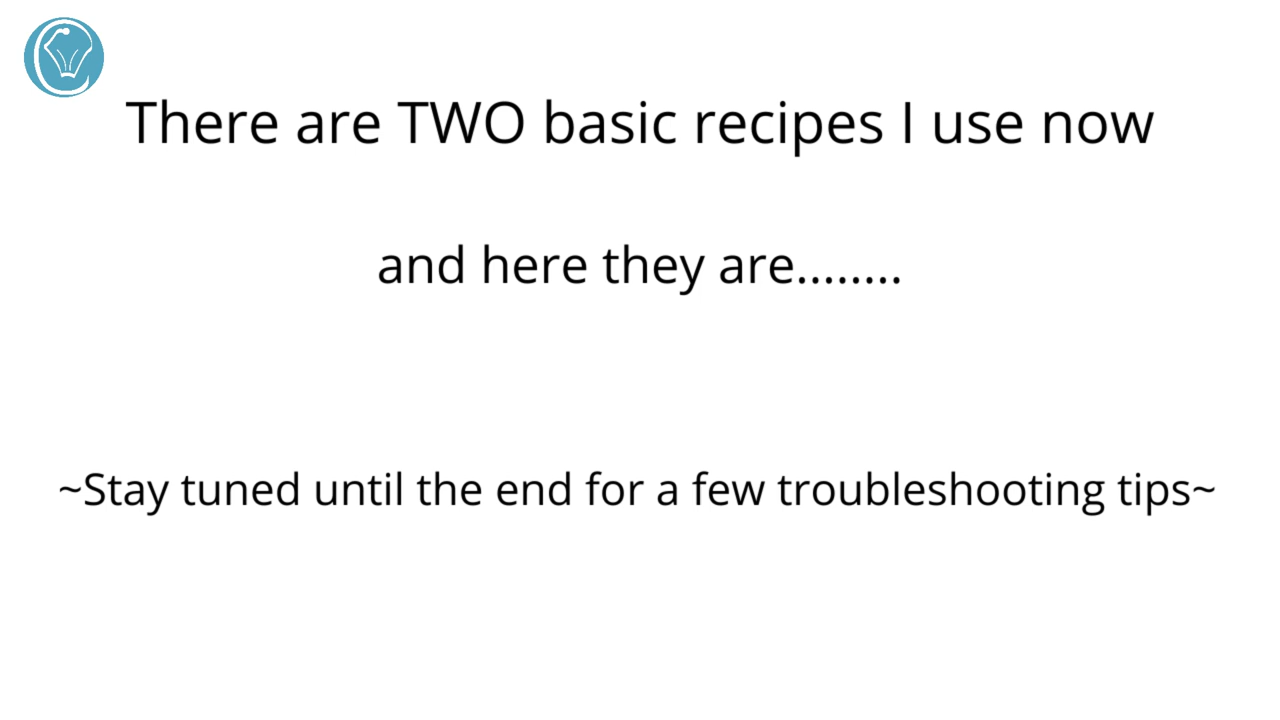 There are TWO basic recipes I use now
and here they are........
~Stay tuned until the end for a few troubleshooting tips~